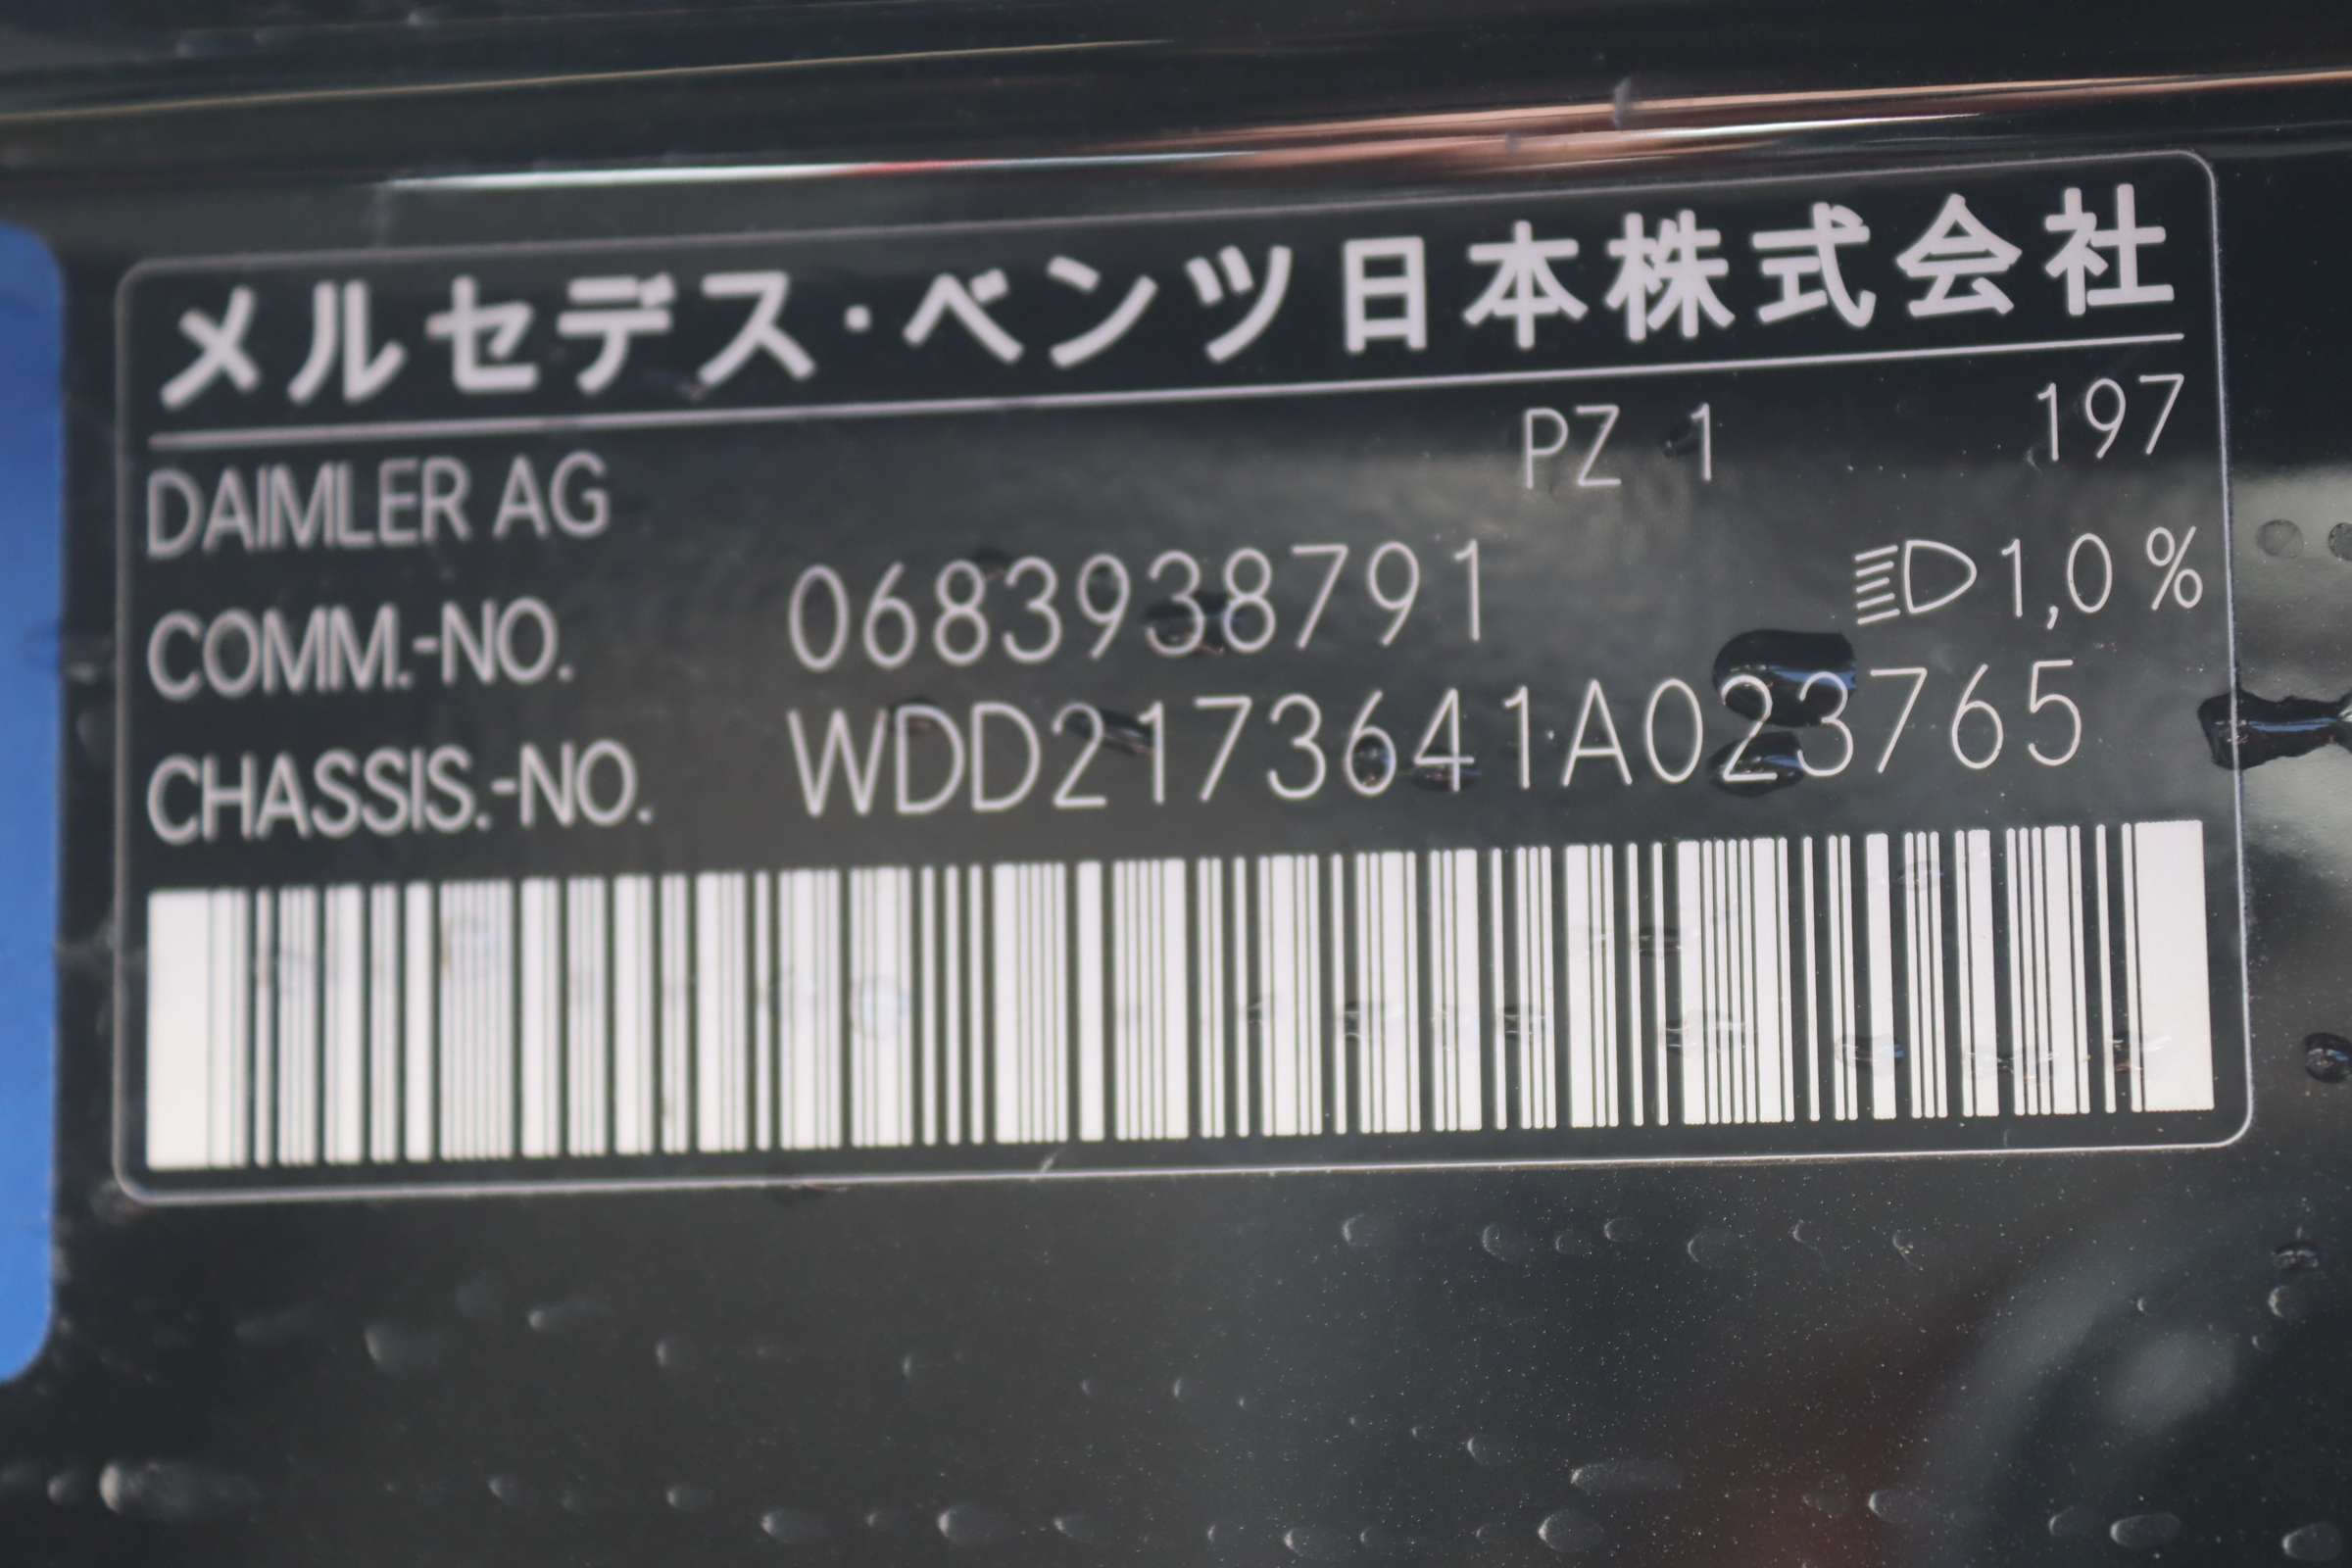 メルセデス・ベンツ日本株式会社
DAIMLER AG PZ 1 197
COMM.-NO. 0683938791 1,0 %
CHASSIS.-NO. WDD2173641A023765